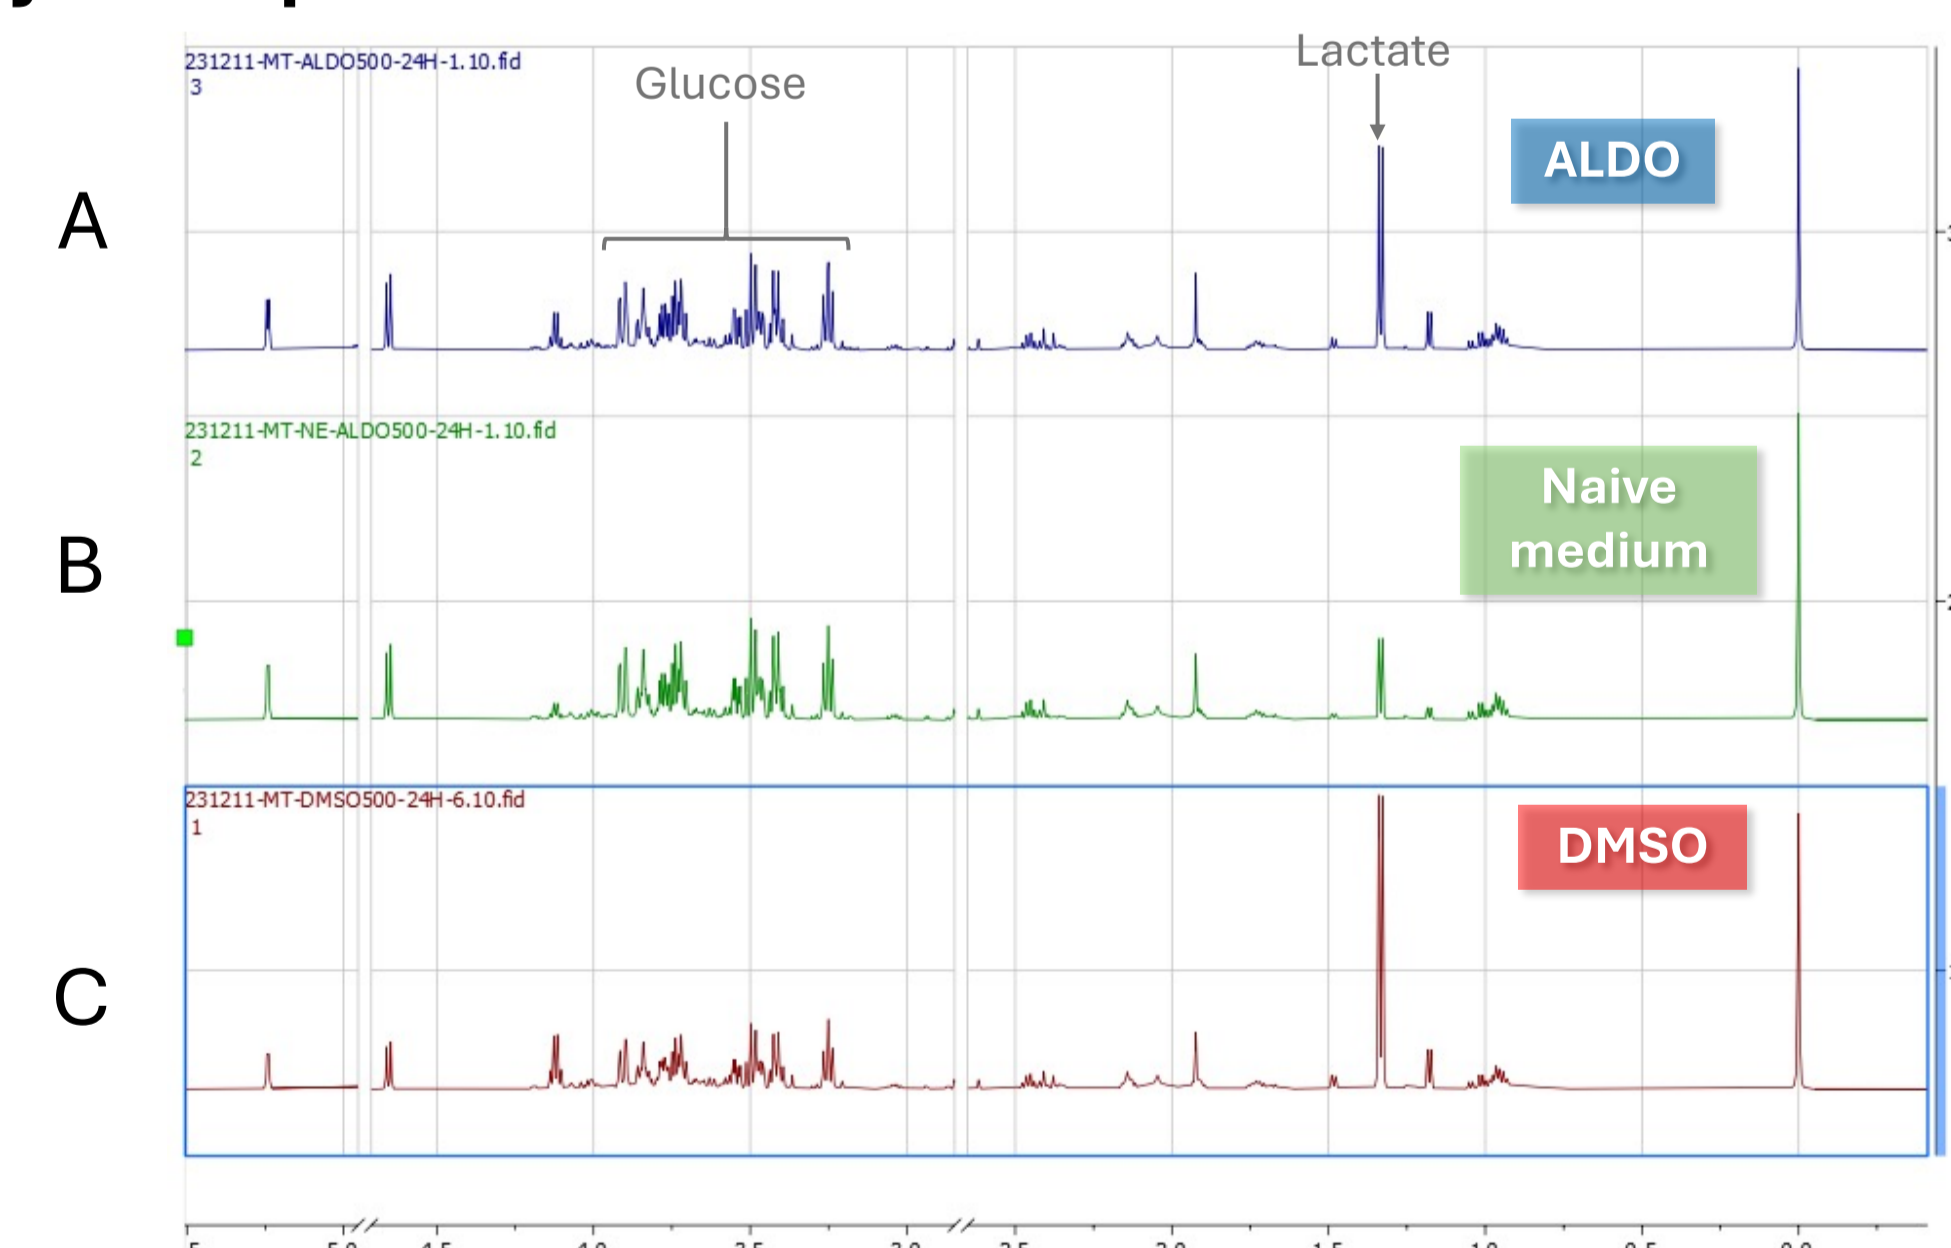 231211-MT-ALDO500-24H-1.10.fid
3
Glucose
Lactate
ALDO
A
231211-MT-NE-ALDO500-24H-1.10.fid
2
Naive
medium
B
231211-MT-DMSO500-24H-6.10.fid
1
DMSO
C